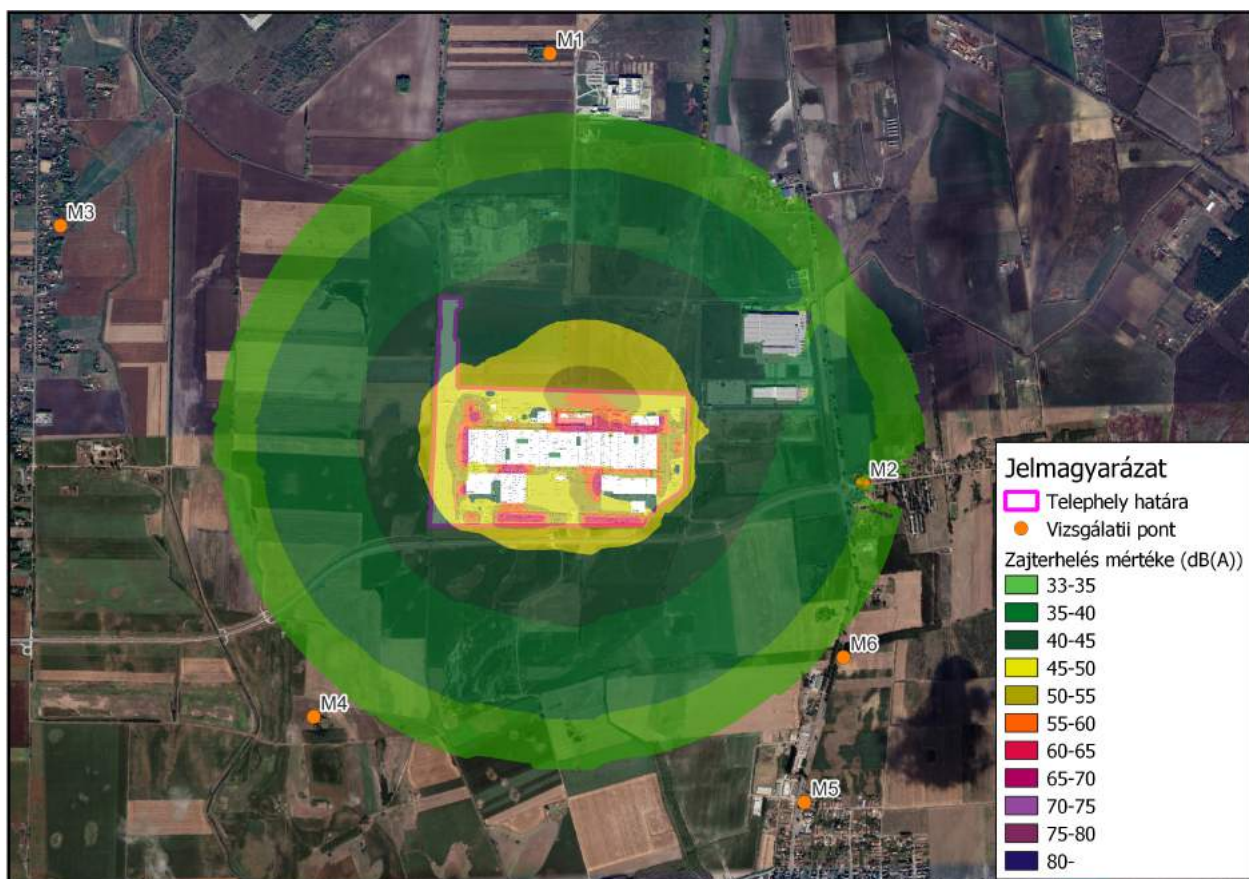 M1
M3
M2
M6
M4
M5
Jelmagyarázat
Telephely határa
Vizsgálatii pont
Zajterhelés mértéke (dB(A))
33-35
35-40
40-45
45-50
50-55
55-60
60-65
65-70
70-75
75-80
80-